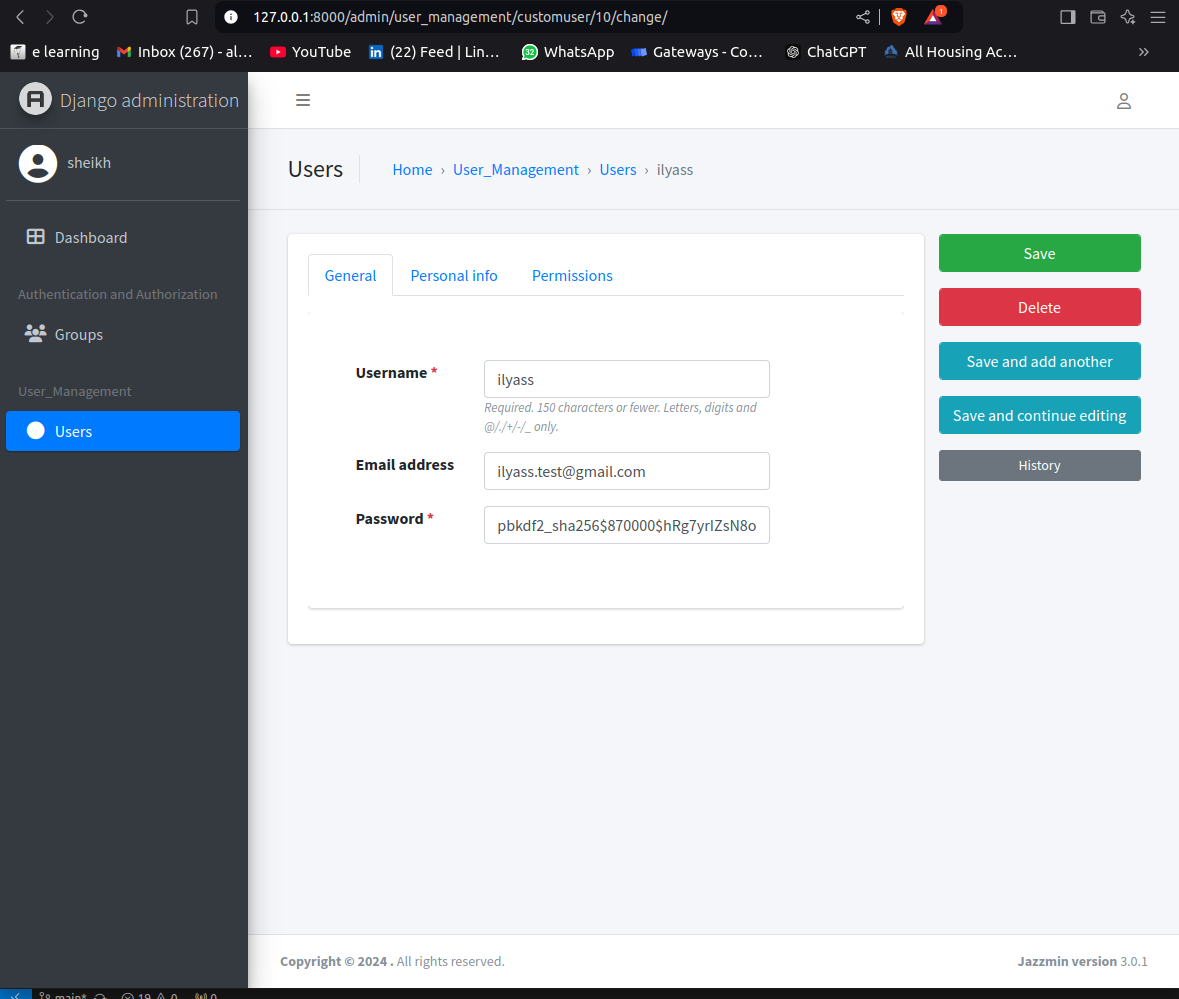 127.0.0.1:8000/admin/user_management/customuser/10/change/
1
e learning Inbox (267) - al... YouTube (22) Feed | Lin... 32 WhatsApp Gateways - Co... ChatGPT All Housing Ac... »
Django administration
sheikh
Dashboard
Authentication and Authorization
Groups
User_Management
Users
Users
Home › User_Management › Users › ilyass
General Personal info Permissions
Username *
ilyass
Required. 150 characters or fewer. Letters, digits and
@/./+/-/_ only.
Email address
ilyass.test@gmail.com
Password *
pbkdf2_sha256$870000$hRg7yrIZsN8o
Save
Delete
Save and add another
Save and continue editing
History
Copyright © 2024 . All rights reserved.
Jazzmin version 3.0.1
main* 19 0 0